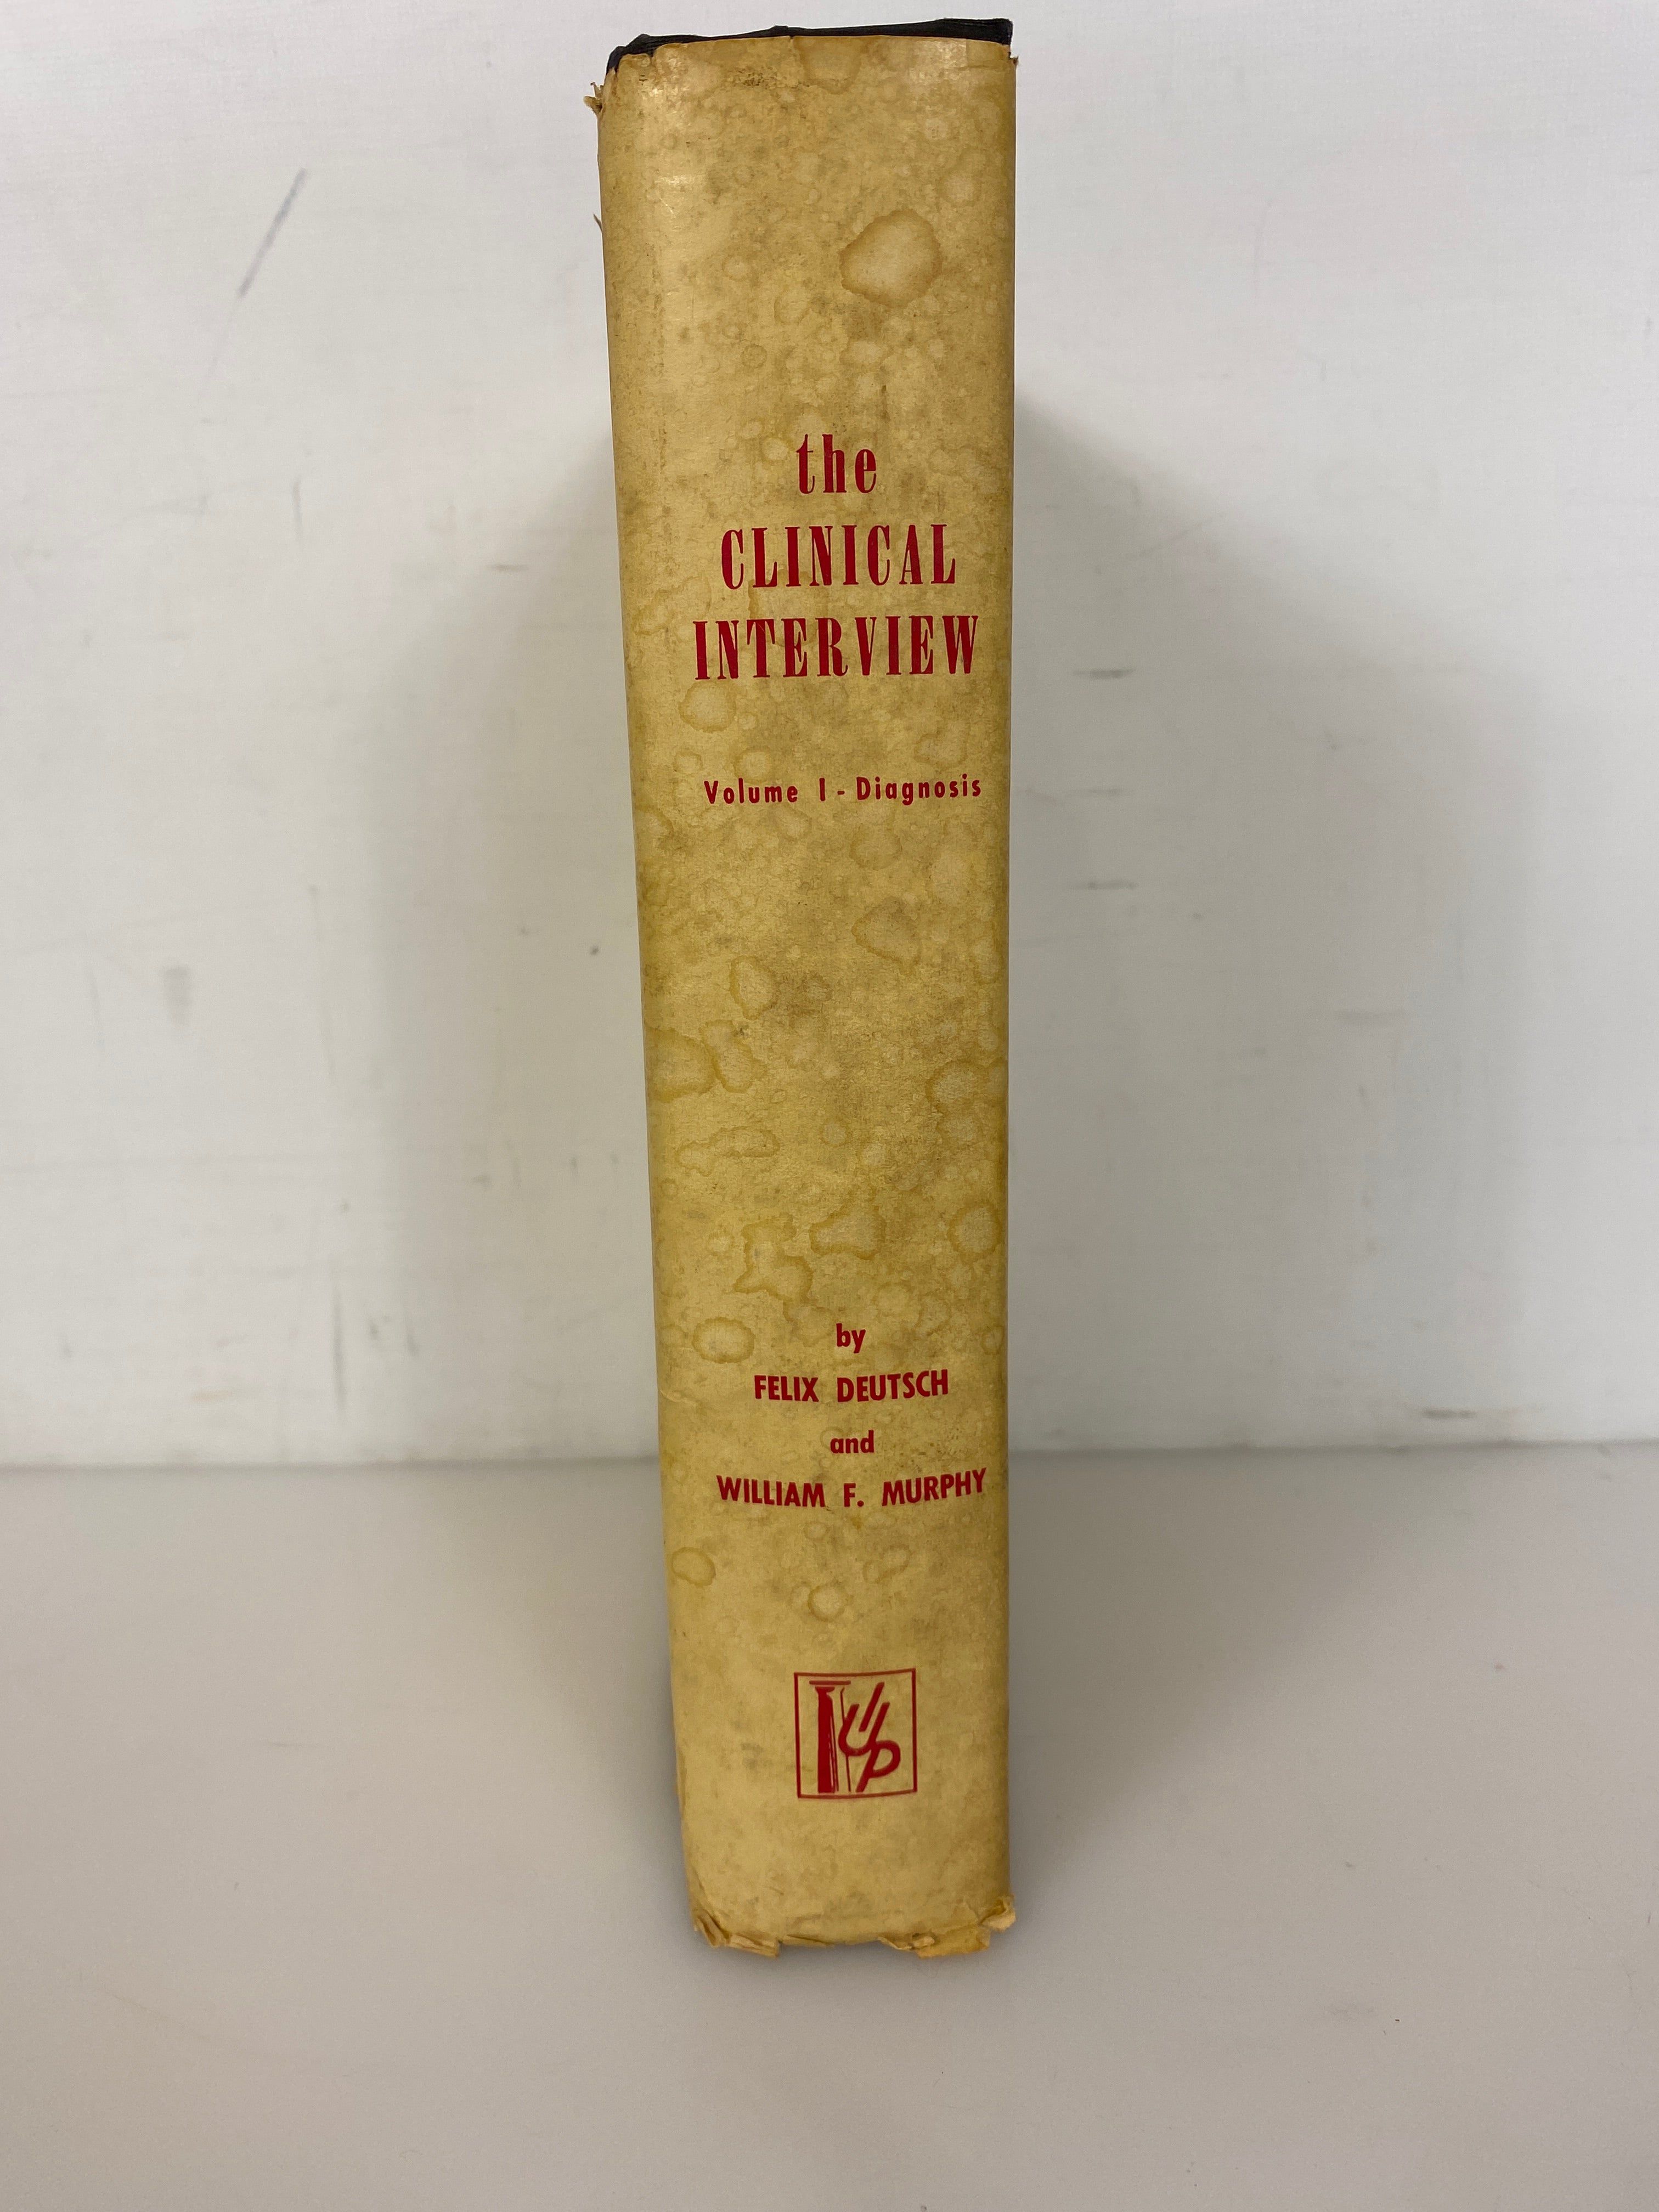 the
CLINICAL
INTERVIEW
Volume I - Diagnosis
by
FELIX DEUTSCH
and
WILLIAM F. MURPHY
IUP